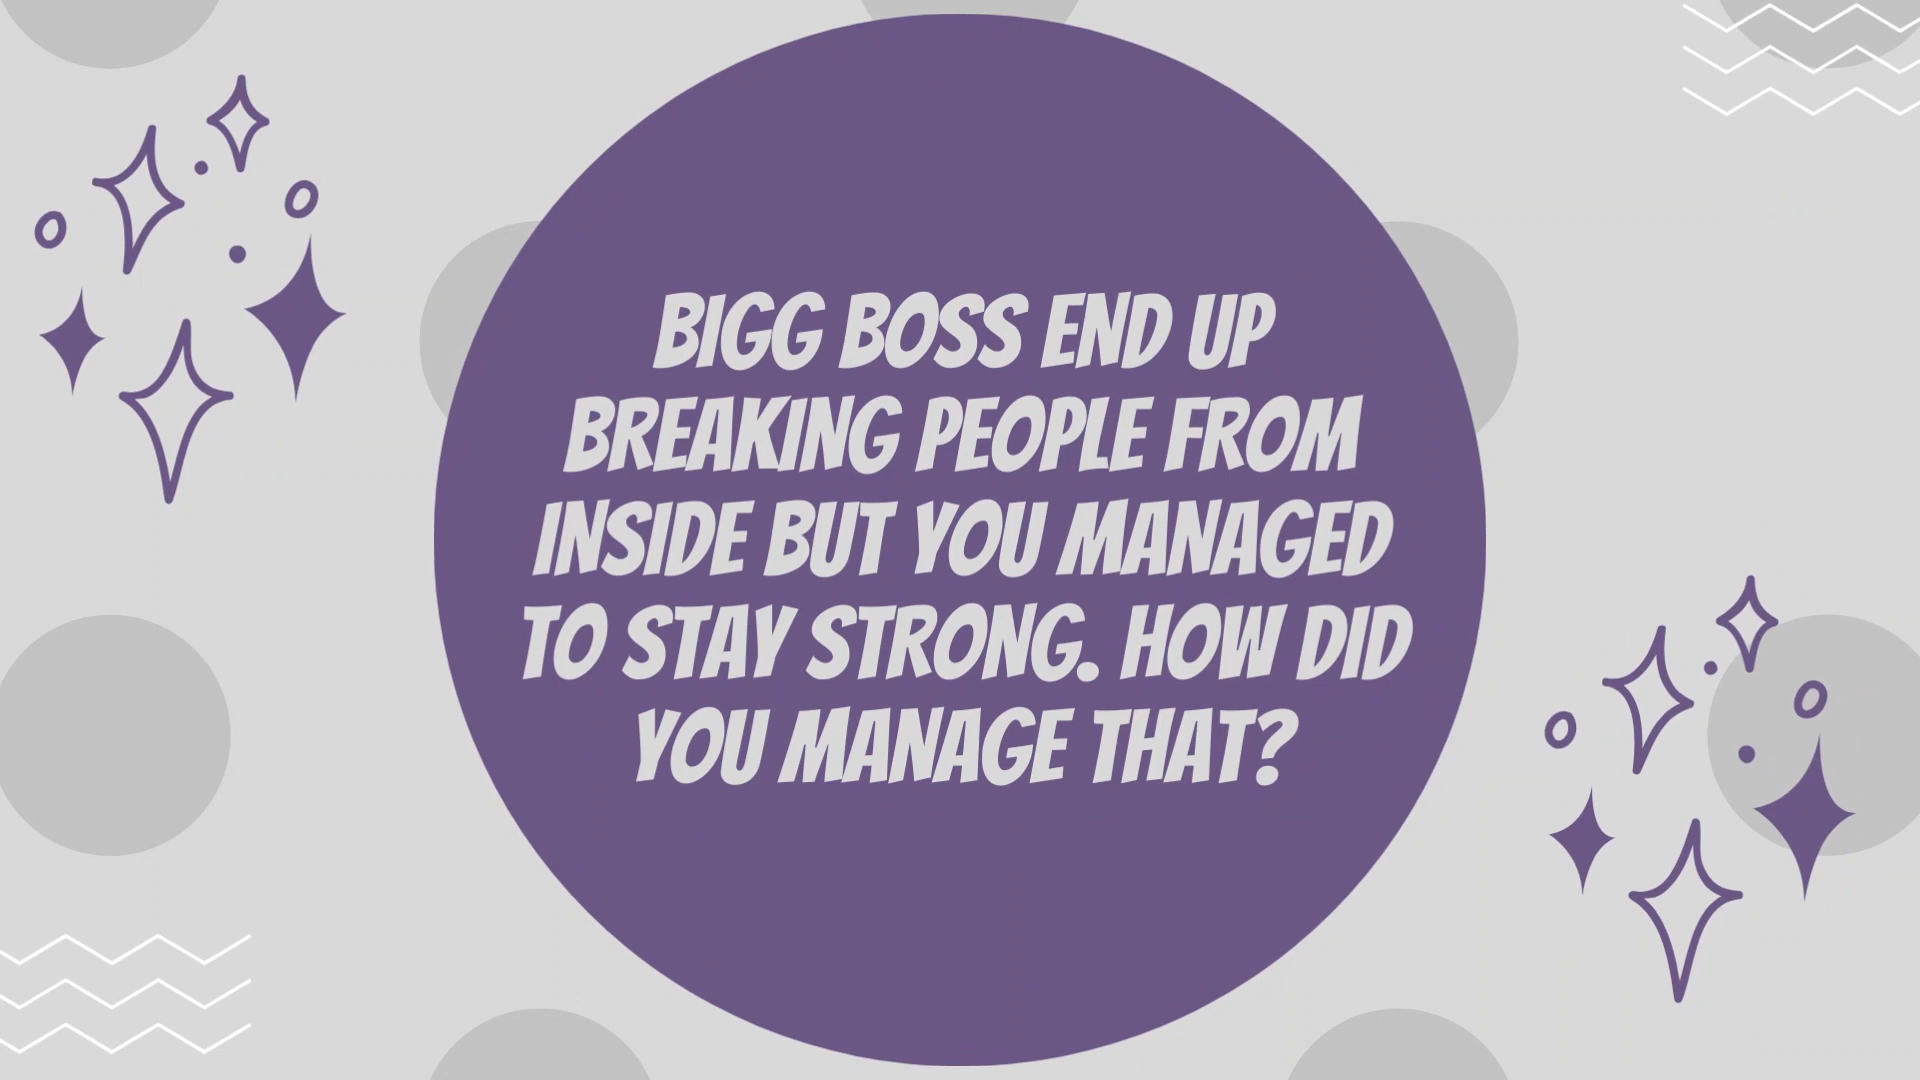 BIGG BOSS END UP
BREAKING PEOPLE FROM
INSIDE BUT YOU MANAGED
TO STAY STRONG. HOW DID
YOU MANAGE THAT?